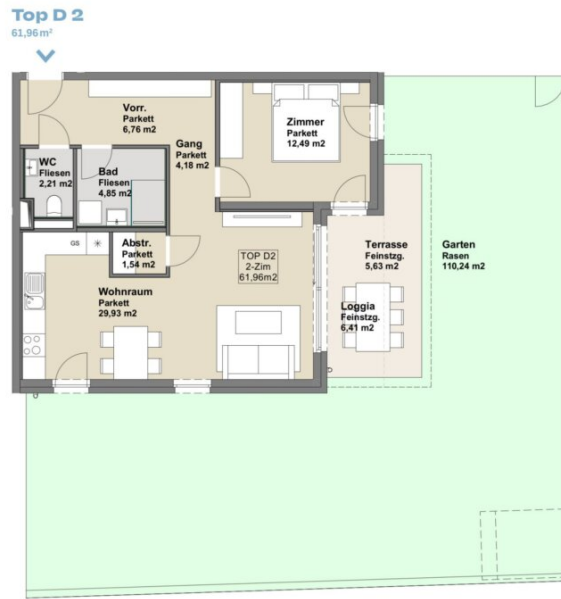 Top D 2
61,96 m²
Vorr.
Parkett
6,76 m2
Gang
Parkett
4,18 m2
Zimmer
Parkett
12,49 m2
WC
Fliesen
2,21 m2
Bad
Fliesen
4,85 m2
GS
Abstr.
Parkett
1,54 m2
TOP D2
2-Zim
61,96m2
Wohnraum
Parkett
29,93 m2
Terrasse
Feinstzg.
5,63 m2
Garten
Rasen
110,24 m2
Loggia
Feinstzg.
6,41 m2